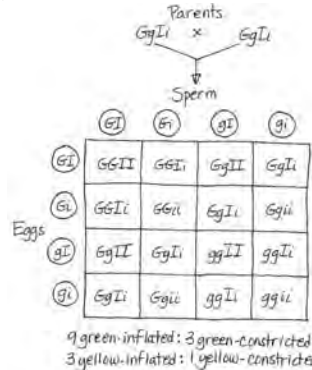 Parents
GgIi × GgIi
Sperm
GI Gi gI gi
GI GGII GGIi GgII GgIi
Gi GGIi GGii GgIi Ggii
Eggs
gI GgII GgIi ggII ggIi
gi GgIi Ggii ggIi ggii
9 green-inflated: 3 green-constricted
3 yellow-inflated: 1 yellow-constricte